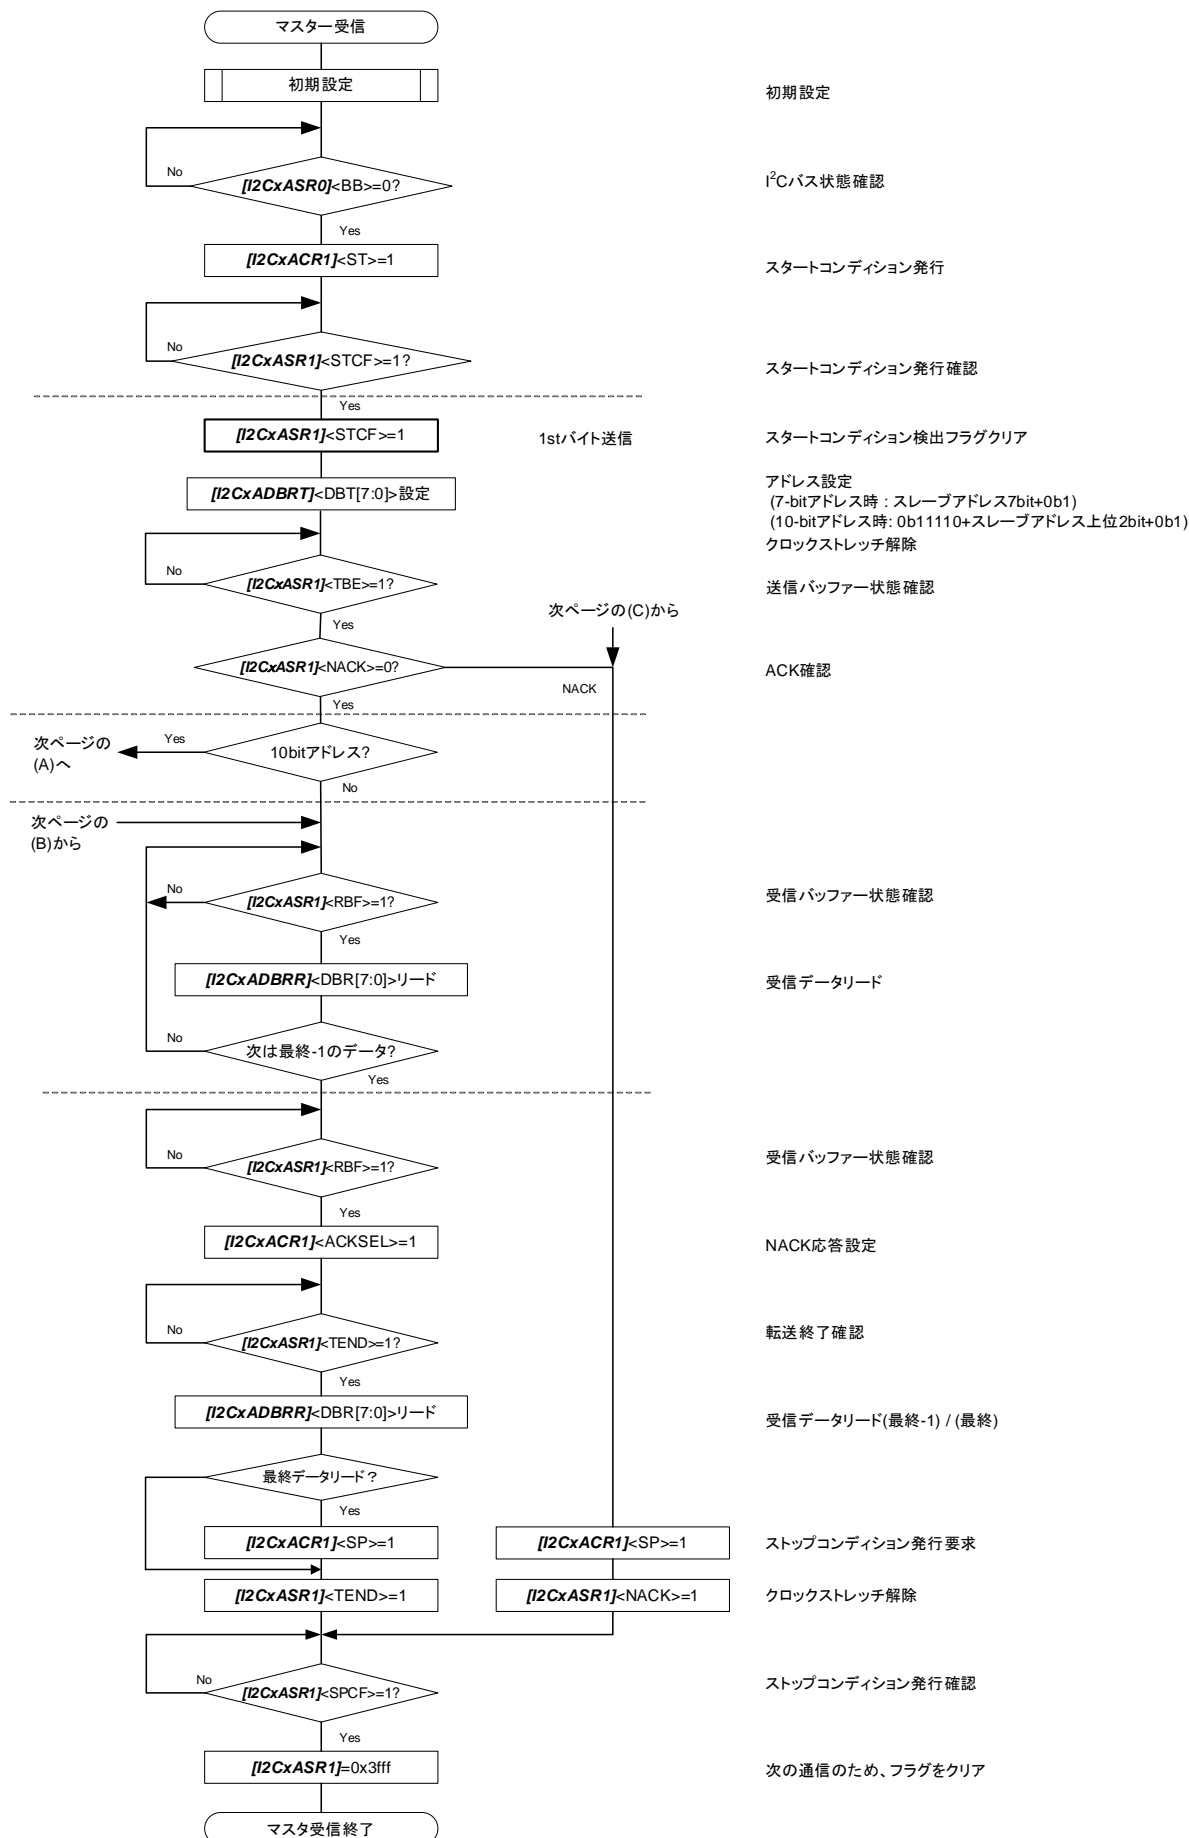 マスター受信
初期設定
初期設定
No
[I2CxASR0]<BB>=0?
I2Cバス状態確認
Yes
[I2CxACR1]<ST>=1
スタートコンディション発行
No
[I2CxASR1]<STCF>=1?
スタートコンディション発行確認
Yes
[I2CxASR1]<STCF>=1
1stバイト送信
スタートコンディション検出フラグクリア
[I2CxADBRT]<DBT[7:0]>設定
アドレス設定
(7-bitアドレス時 : スレーブアドレス7bit+0b1)
(10-bitアドレス時: 0b11110+スレーブアドレス上位2bit+0b1)
クロックストレッチ解除
No
[I2CxASR1]<TBE>=1?
送信バッファー状態確認
次ページの(C)から
Yes
[I2CxASR1]<NACK>=0?
ACK確認
NACK
Yes
次ページの
(A)へ
Yes
10bitアドレス?
No
次ページの
(B)から
No
[I2CxASR1]<RBF>=1?
受信バッファー状態確認
Yes
[I2CxADBRR]<DBR[7:0]>リード
受信データリード
No
次は最終-1のデータ?
Yes
No
[I2CxASR1]<RBF>=1?
受信バッファー状態確認
Yes
[I2CxACR1]<ACKSEL>=1
NACK応答設定
No
[I2CxASR1]<TEND>=1?
転送終了確認
Yes
[I2CxADBRR]<DBR[7:0]>リード
受信データリード(最終-1) / (最終)
最終データリード?
Yes
[I2CxACR1]<SP>=1
[I2CxACR1]<SP>=1
ストップコンディション発行要求
[I2CxASR1]<TEND>=1
[I2CxASR1]<NACK>=1
クロックストレッチ解除
No
[I2CxASR1]<SPCF>=1?
ストップコンディション発行確認
Yes
[I2CxASR1]=0x3fff
次の通信のため、フラグをクリア
マスタ受信終了